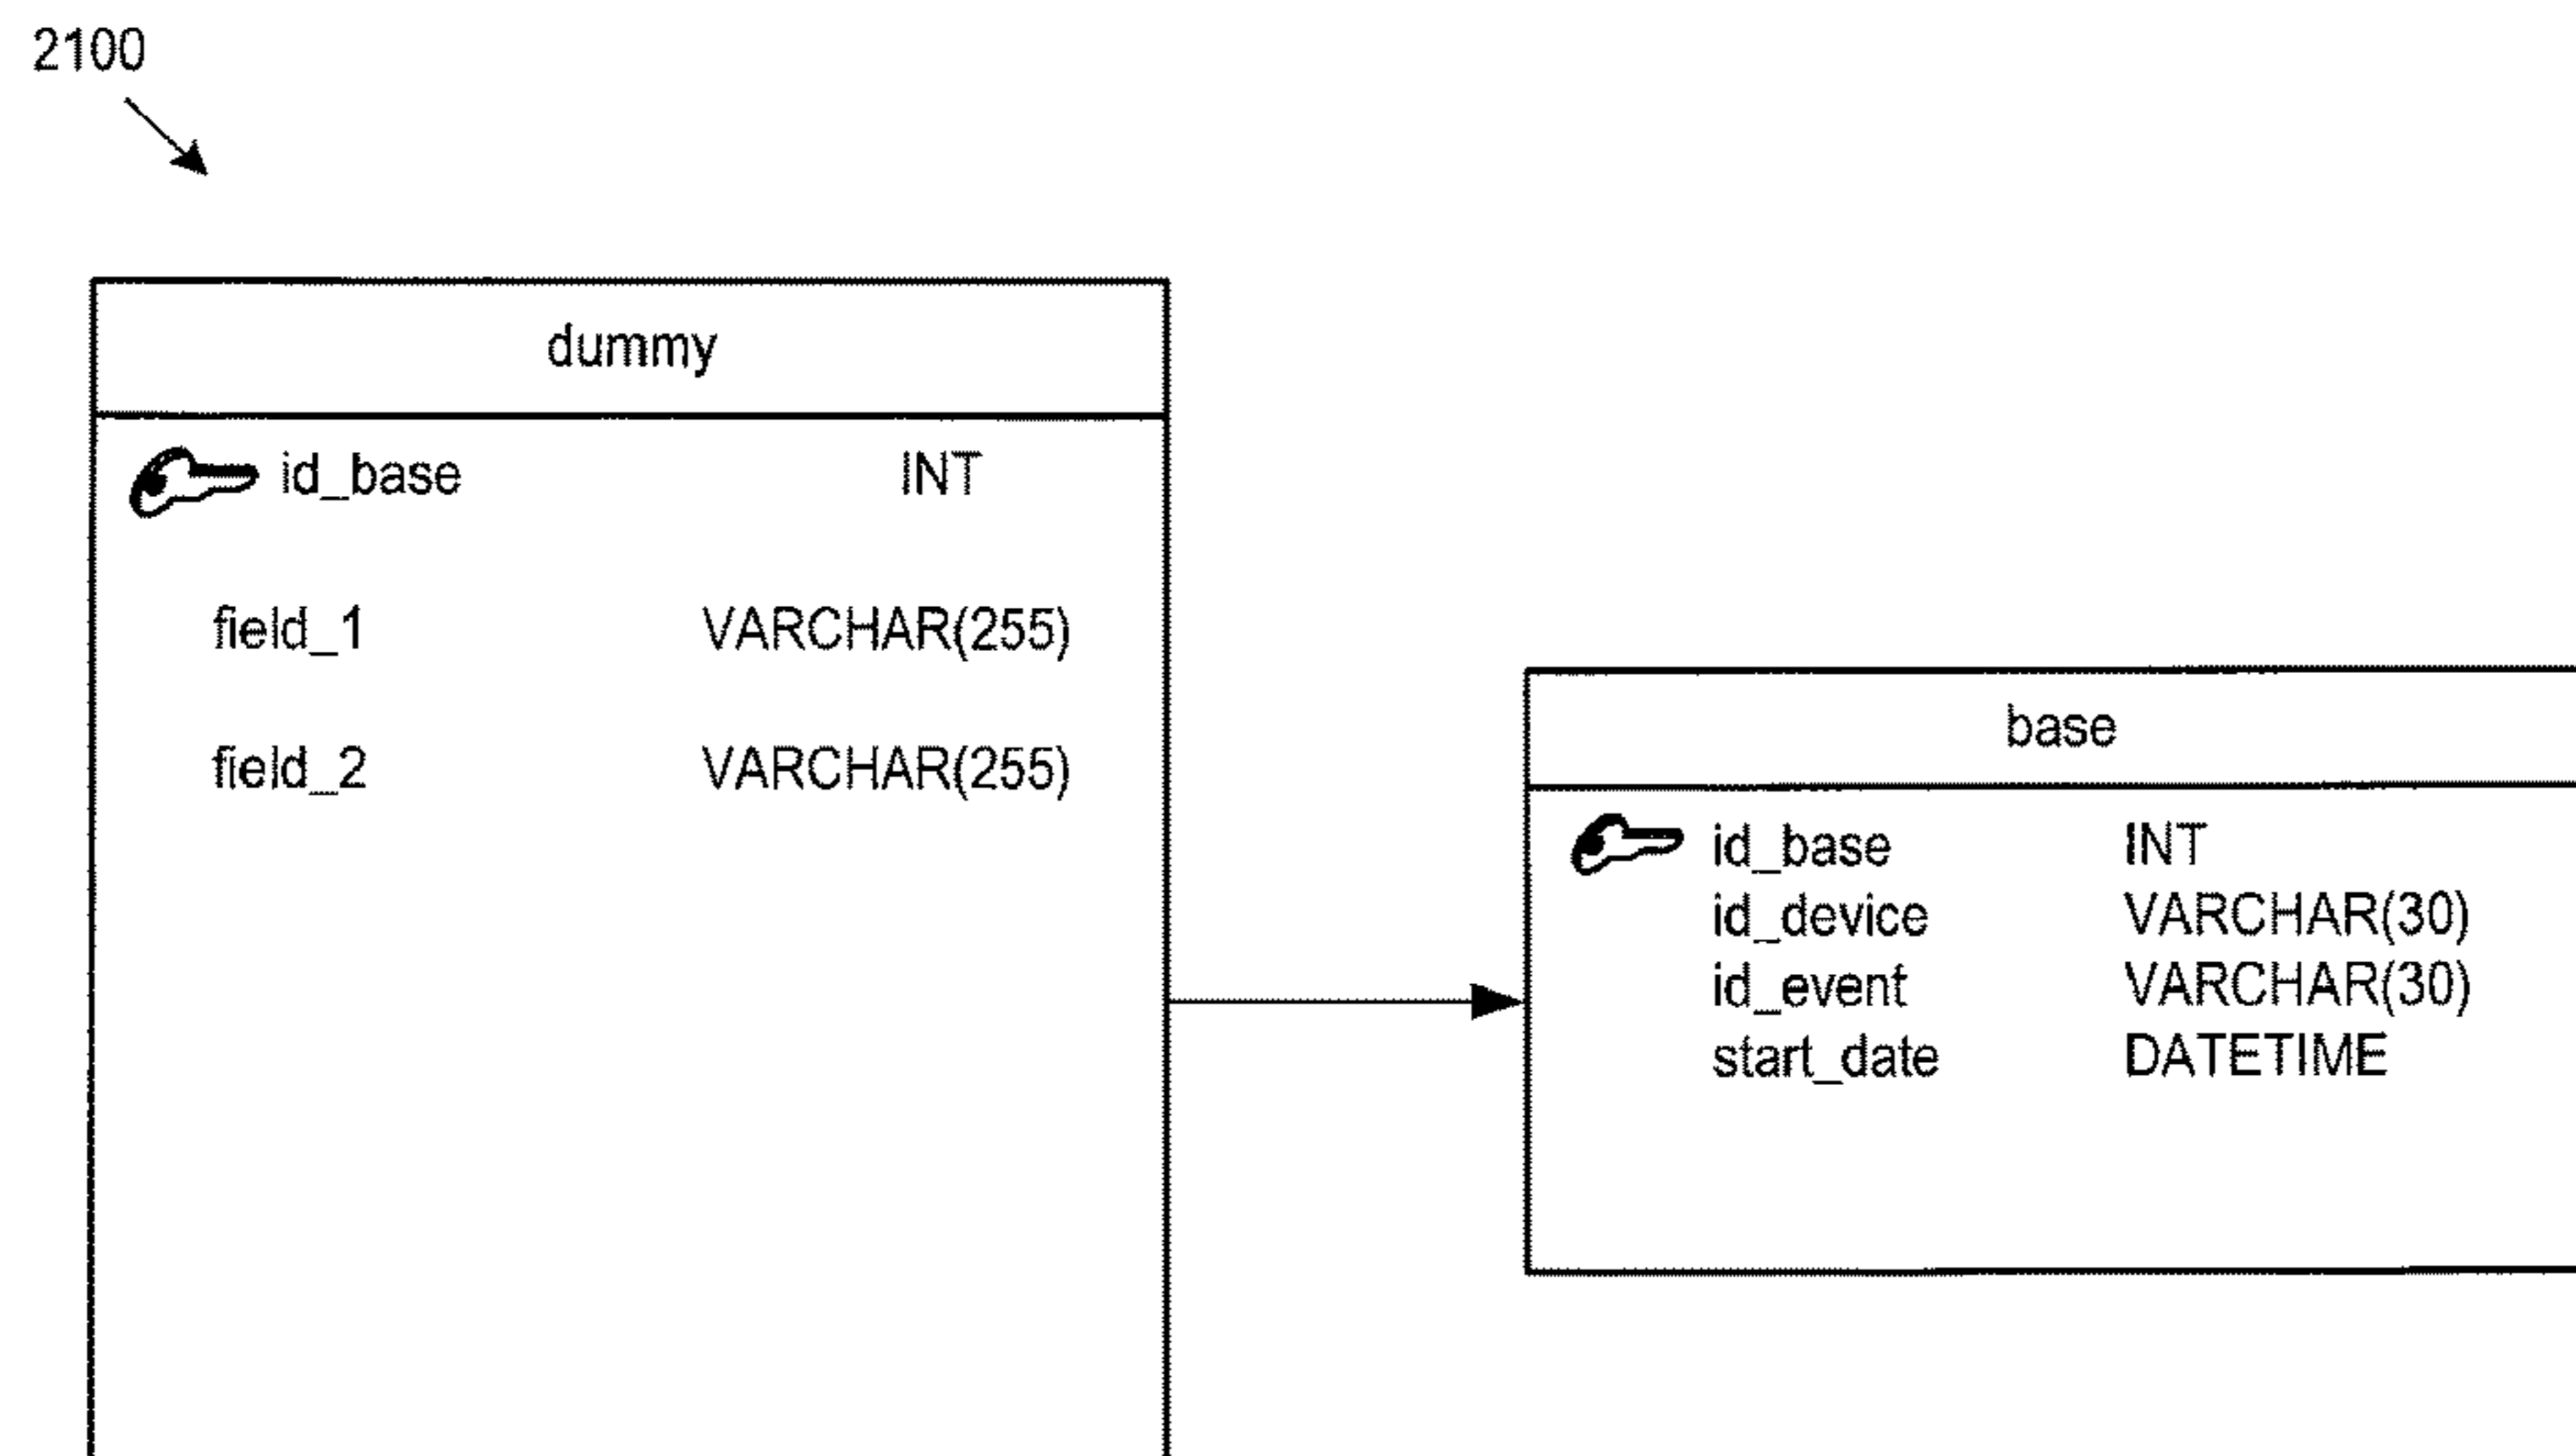 2100
dummy
id_base INT
field_1 VARCHAR(255)
field_2 VARCHAR(255)
base
id_base INT
id_device VARCHAR(30)
id_event VARCHAR(30)
start_date DATETIME